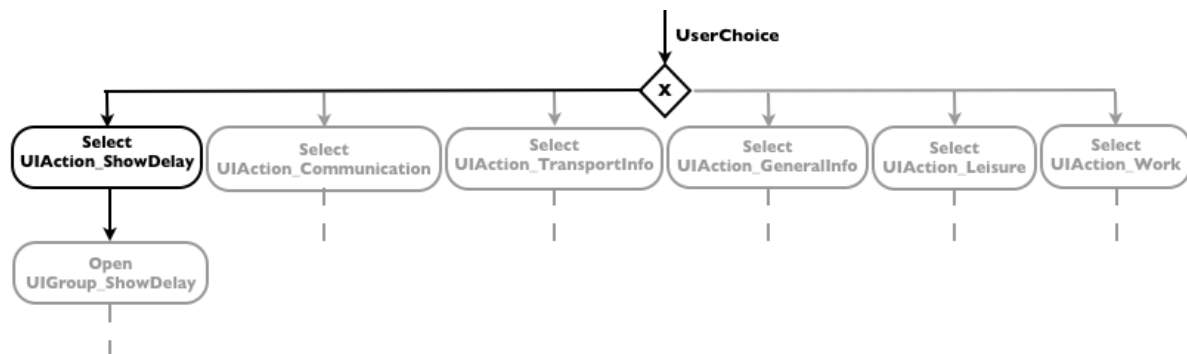 UserChoice
X
Select
UIAction_ShowDelay
Select
UIAction_Communication
Select
UIAction_TransportInfo
Select
UIAction_GeneralInfo
Select
UIAction_Leisure
Select
UIAction_Work
Open
UIGroup_ShowDelay